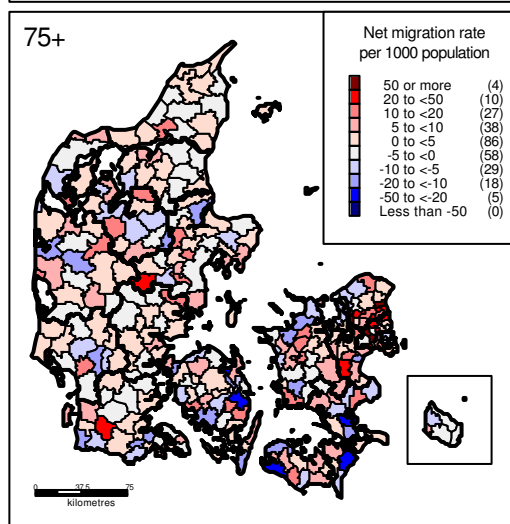 75+
Net migration rate
per 1000 population
50 or more (4)
20 to <50 (10)
10 to <20 (27)
5 to <10 (38)
0 to <5 (86)
-5 to <0 (58)
-10 to <-5 (29)
-20 to <-10 (18)
-50 to <-20 (5)
Less than -50 (0)
0 37.5 75
kilometres